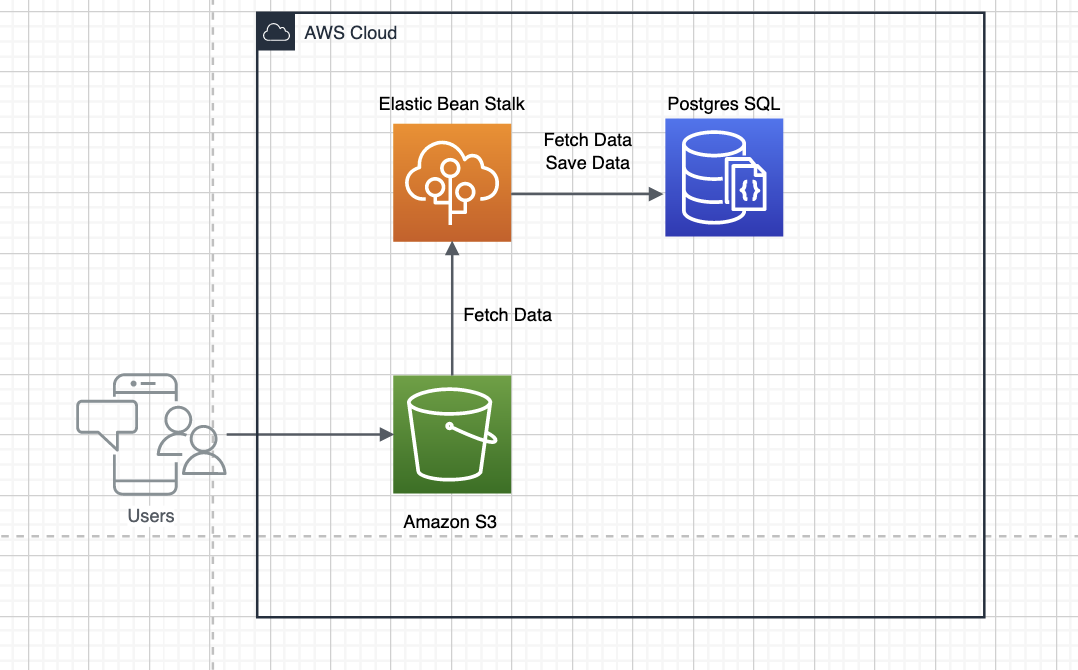 AWS Cloud
Elastic Bean Stalk
Postgres SQL
Fetch Data
Save Data
Fetch Data
Users
Amazon S3